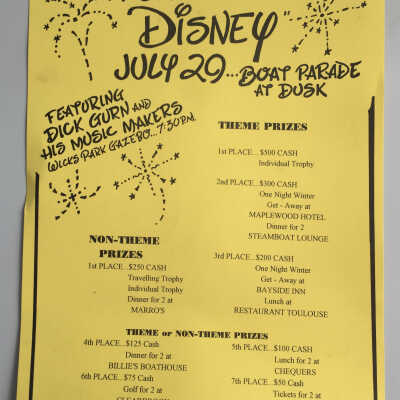 DISNEY"
JULY 29...BOAT PARADE
AT DUSK
FEATURING
DICK GURN AND
HIS MUSIC MAKERS
WICKS PARK GAZEBO...7:30 P.M.
THEME PRIZES
1st PLACE...$500 CASH
Individual Trophy
2nd PLACE...$300 CASH
One Night Winter
Get - Away at
MAPLEWOOD HOTEL
Dinner for 2
STEAMBOAT LOUNGE
3rd PLACE...$200 CASH
One Night Winter
Get - Away at
BAYSIDE INN
Lunch at
RESTAURANT TOULOUSE
NON-THEME
PRIZES
1st PLACE...$250 CASH
Travelling Trophy
Individual Trophy
Dinner for 2 at
MARRO'S
THEME or NON-THEME PRIZES
4th PLACE...$125 Cash
Dinner for 2 at
BILLIE'S BOATHOUSE
6th PLACE...$75 Cash
Golf for 2 at
5th PLACE...$100 CASH
Lunch for 2 at
CHEQUERS
7th PLACE...$50 Cash
Tickets for 2 at